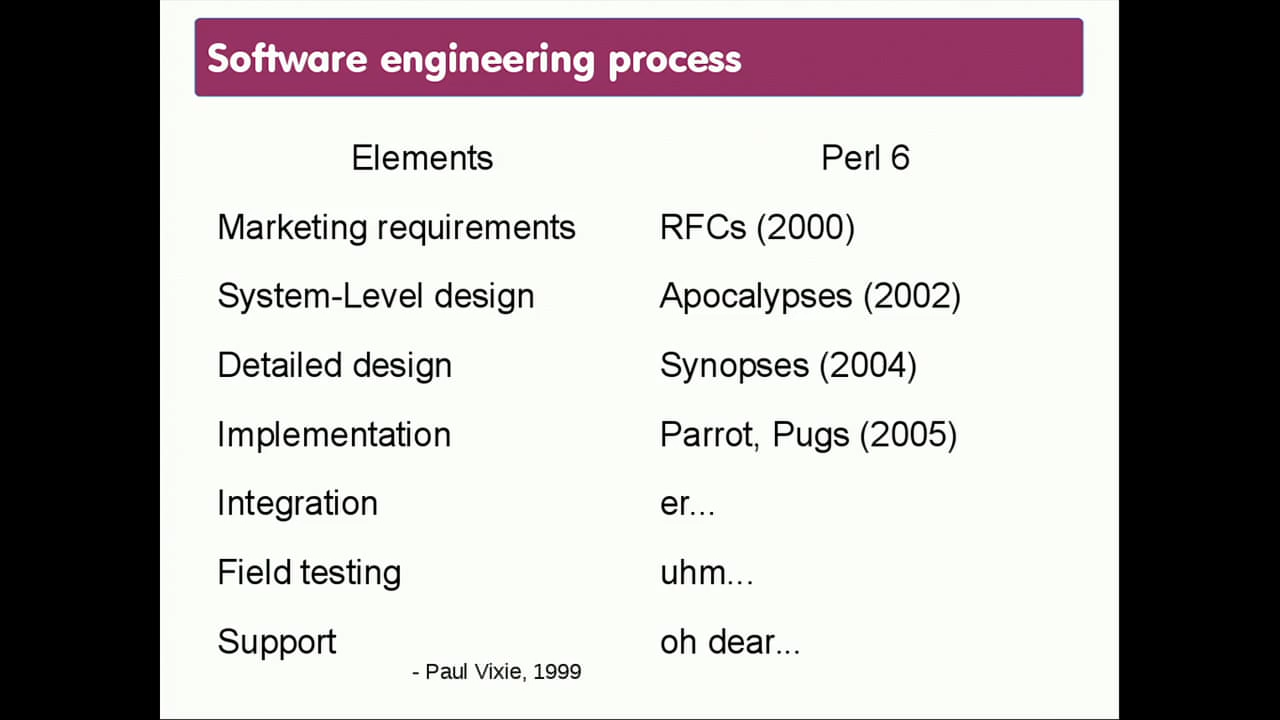 Software engineering process
Elements Perl 6
Marketing requirements RFCs (2000)
System-Level design Apocalypses (2002)
Detailed design Synopses (2004)
Implementation Parrot, Pugs (2005)
Integration er...
Field testing uhm...
Support oh dear...
- Paul Vixie, 1999